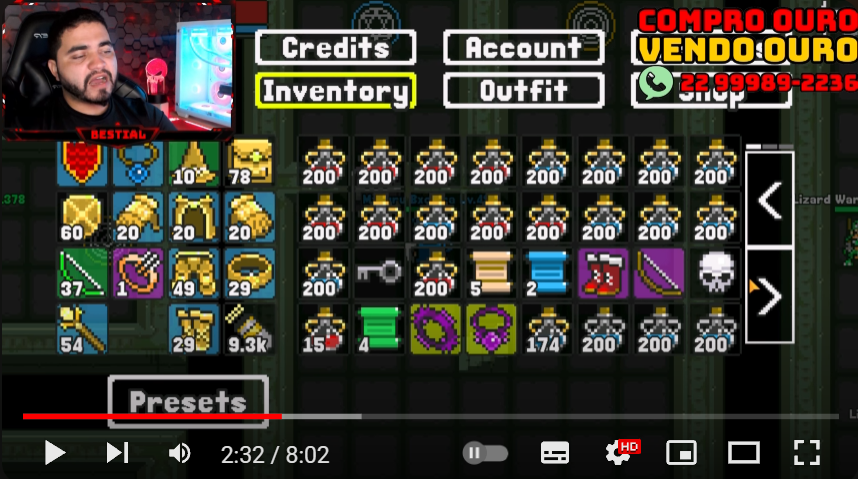 COMPRO OURO
VENDO OURO
22 99989-2236
BESTIAL
Credits
Account
Inventory
Outfit
Shop
10 78 200 200 200 200 200 200 200 200
60 20 20 20 200 200 200 200 200 200 200 200
37 1 49 29 200 200 5 2
54 29 9.3k 15 4 174 200 200 200
.378
Lizard War
Presets
2:32 / 8:02
HD